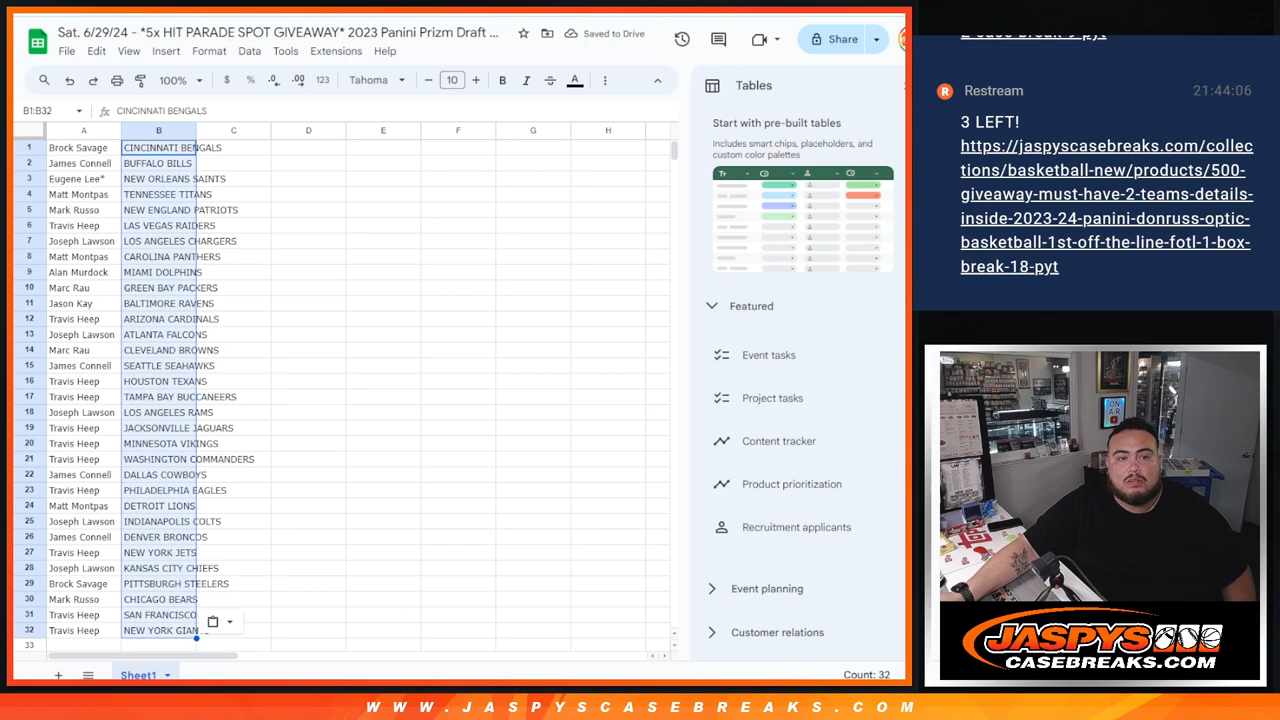 Sat. 6/29/24 - *5x HIT PARADE SPOT GIVEAWAY* 2023 Panini Prizm Draft ...
Saved to Drive
File Edit View Insert Format Data Tools Extensions Help
Share
100% $ % .0 .00 123 Tahoma 10 B I A
B1:B32 fx CINCINNATI BENGALS
A B C D E F G H
1 Brock Savage CINCINNATI BENGALS
2 James Connell BUFFALO BILLS
3 Eugene Lee* NEW ORLEANS SAINTS
4 Matt Montpas TENNESSEE TITANS
5 Mark Russo NEW ENGLAND PATRIOTS
6 Travis Heep LAS VEGAS RAIDERS
7 Joseph Lawson LOS ANGELES CHARGERS
8 Matt Montpas CAROLINA PANTHERS
9 Alan Murdock MIAMI DOLPHINS
10 Marc Rau GREEN BAY PACKERS
11 Jason Kay BALTIMORE RAVENS
12 Travis Heep ARIZONA CARDINALS
13 Joseph Lawson ATLANTA FALCONS
14 Marc Rau CLEVELAND BROWNS
15 James Connell SEATTLE SEAHAWKS
16 Travis Heep HOUSTON TEXANS
17 Travis Heep TAMPA BAY BUCCANEERS
18 Joseph Lawson LOS ANGELES RAMS
19 Travis Heep JACKSONVILLE JAGUARS
20 Travis Heep MINNESOTA VIKINGS
21 Travis Heep WASHINGTON COMMANDERS
22 James Connell DALLAS COWBOYS
23 Travis Heep PHILADELPHIA EAGLES
24 Matt Montpas DETROIT LIONS
25 Joseph Lawson INDIANAPOLIS COLTS
26 James Connell DENVER BRONCOS
27 Travis Heep NEW YORK JETS
28 Joseph Lawson KANSAS CITY CHIEFS
29 Brock Savage PITTSBURGH STEELERS
30 Mark Russo CHICAGO BEARS
31 Travis Heep SAN FRANCISCO
32 Travis Heep NEW YORK GIAN
33
Sheet1
Count: 32
Tables
Start with pre-built tables
Includes smart chips, placeholders, and
custom color palettes
Featured
Event tasks
Project tasks
Content tracker
Product prioritization
Recruitment applicants
Event planning
Customer relations
2-case-break-9-pyt
Restream 21:44:06
3 LEFT!
https://jaspyscasebreaks.com/collec
tions/basketball-new/products/500-
giveaway-must-have-2-teams-details-
inside-2023-24-panini-donruss-optic-
basketball-1st-off-the-line-fotl-1-box-
break-18-pyt
ON
AIR
JASPYS
CASEBREAKS.COM
WWW.JASPYSCASEBREAKS.COM